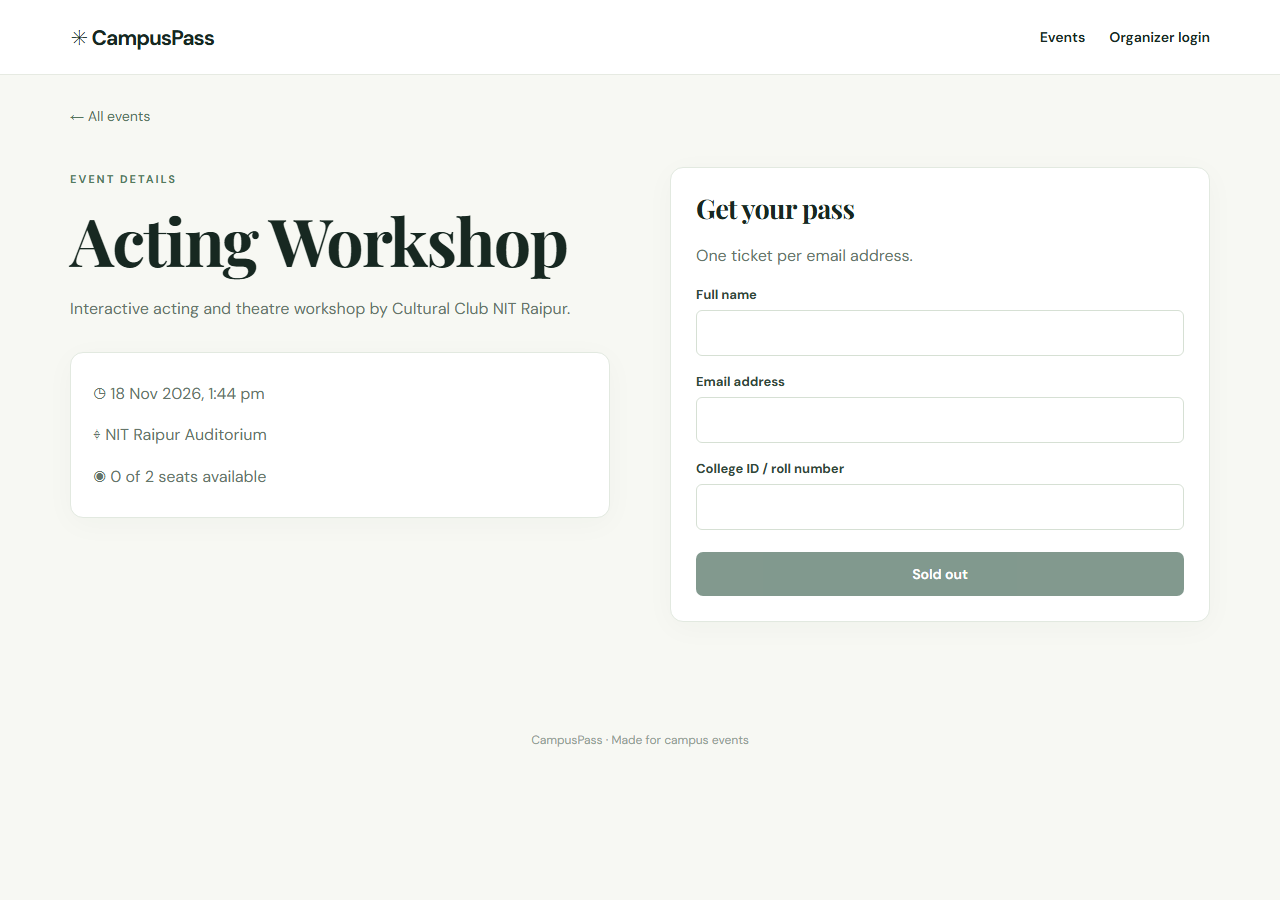 ✳ CampusPass
Events
Organizer login
← All events
EVENT DETAILS
Acting Workshop
Interactive acting and theatre workshop by Cultural Club NIT Raipur.
◷ 18 Nov 2026, 1:44 pm
⌖ NIT Raipur Auditorium
◉ 0 of 2 seats available
Get your pass
One ticket per email address.
Full name
Email address
College ID / roll number
Sold out
CampusPass · Made for campus events